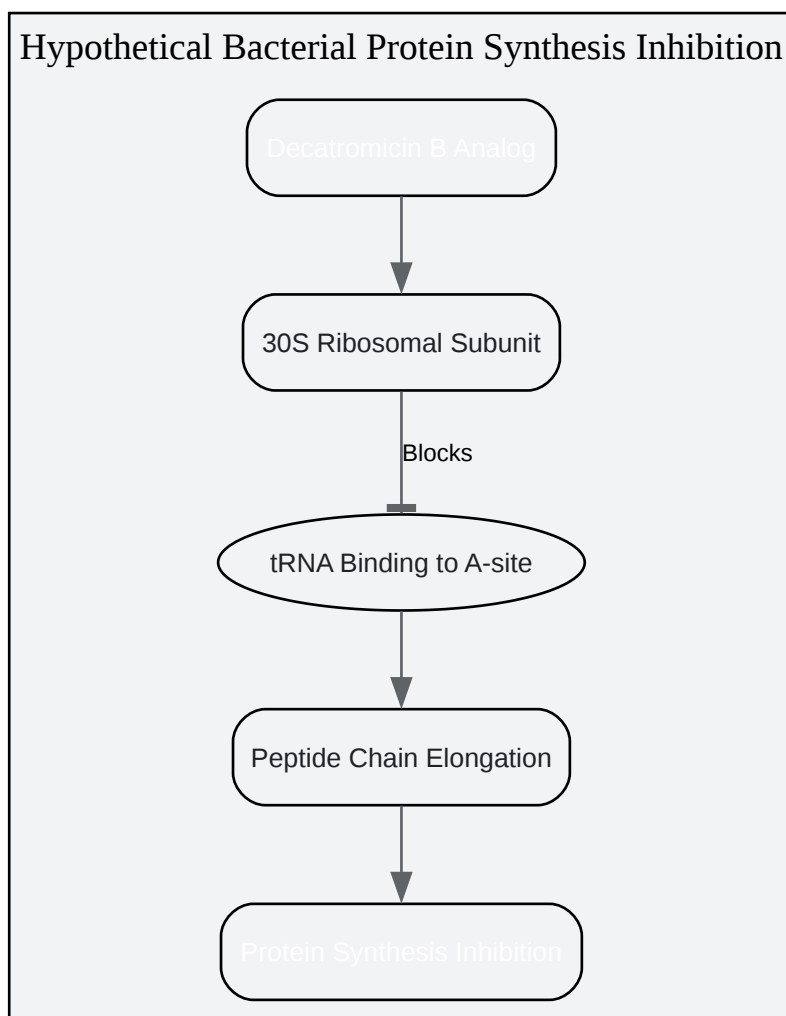 Hypothetical Bacterial Protein Synthesis Inhibition
Decatromicin B Analog
30S Ribosomal Subunit
Blocks
tRNA Binding to A-site
Peptide Chain Elongation
Protein Synthesis Inhibition